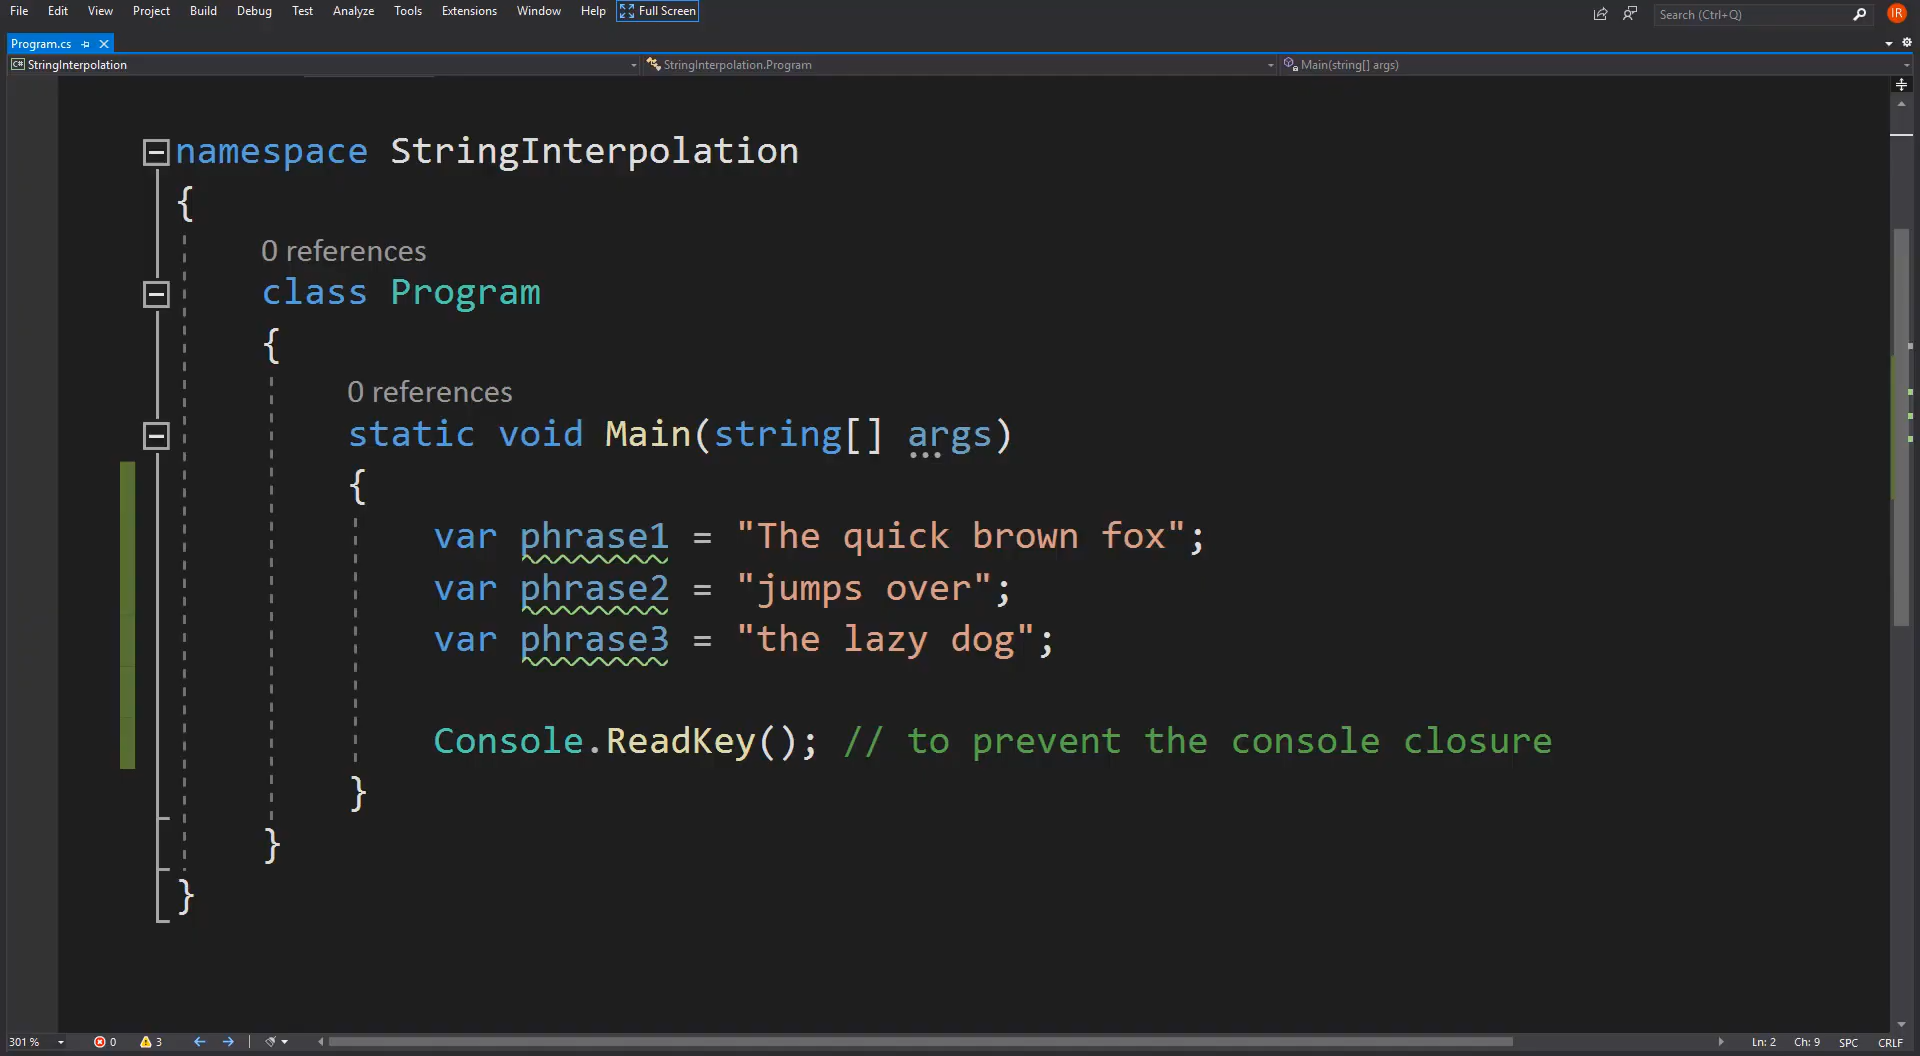 File Edit View Project Build Debug Test Analyze Tools Extensions Window Help Full Screen Search (Ctrl+Q) IR
Program.cs
C# StringInterpolation StringInterpolation.Program Main(string[] args)
namespace StringInterpolation
{
0 references
class Program
{
0 references
static void Main(string[] args)
{
var phrase1 = "The quick brown fox";
var phrase2 = "jumps over";
var phrase3 = "the lazy dog";
Console.ReadKey(); // to prevent the console closure
}
}
}
301 % 0 3 Ln: 2 Ch: 9 SPC CRLF